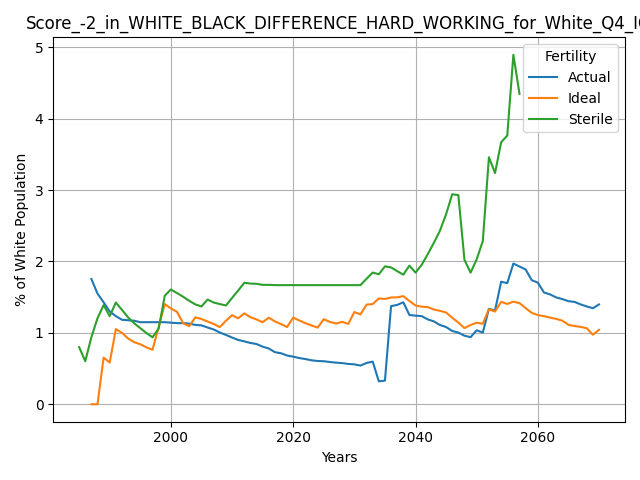 Score_-2_in_WHITE_BLACK_DIFFERENCE_HARD_WORKING_for_White_Q4_I
Fertility
Actual
Ideal
Sterile
% of White Population
5
4
3
2
1
0
2000
2020
2040
2060
Years